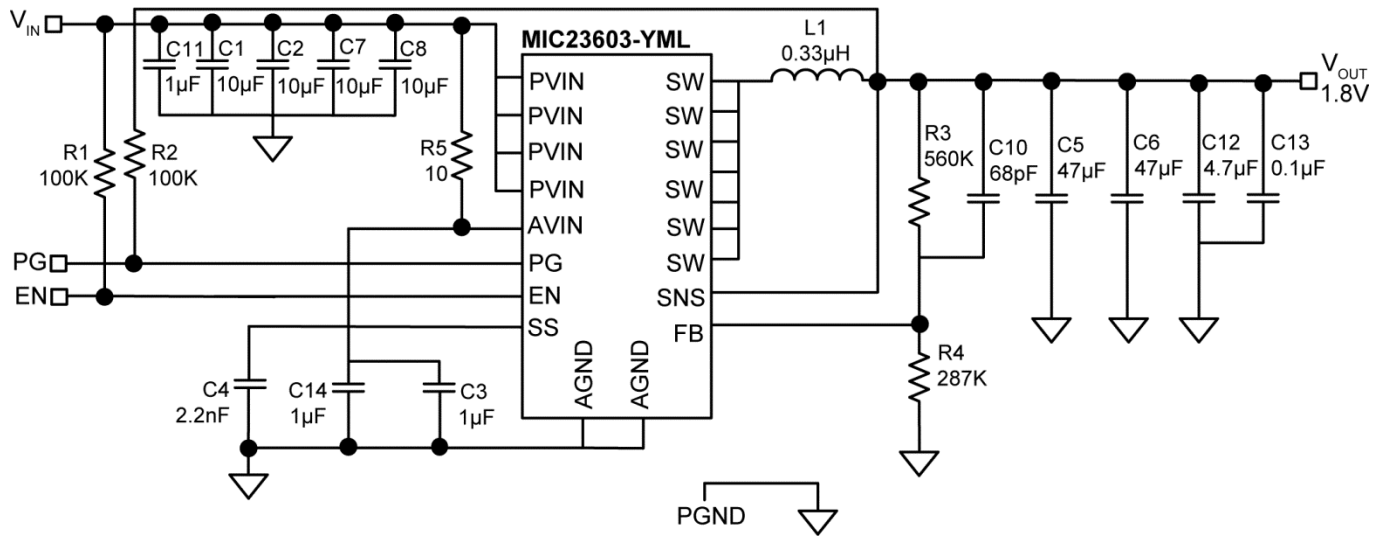 VIN
C11
1µF
C1
10µF
C2
10µF
C7
10µF
C8
10µF
MIC23603-YML
L1
0.33µH
VOUT
1.8V
R1
100K
R2
100K
R5
10
PVIN
PVIN
PVIN
PVIN
AVIN
PG
EN
SS
SW
SW
SW
SW
SW
SW
SNS
FB
AGND
AGND
PG
EN
R3
560K
C10
68pF
C5
47µF
C6
47µF
C12
4.7µF
C13
0.1µF
R4
287K
C4
2.2nF
C14
1µF
C3
1µF
PGND